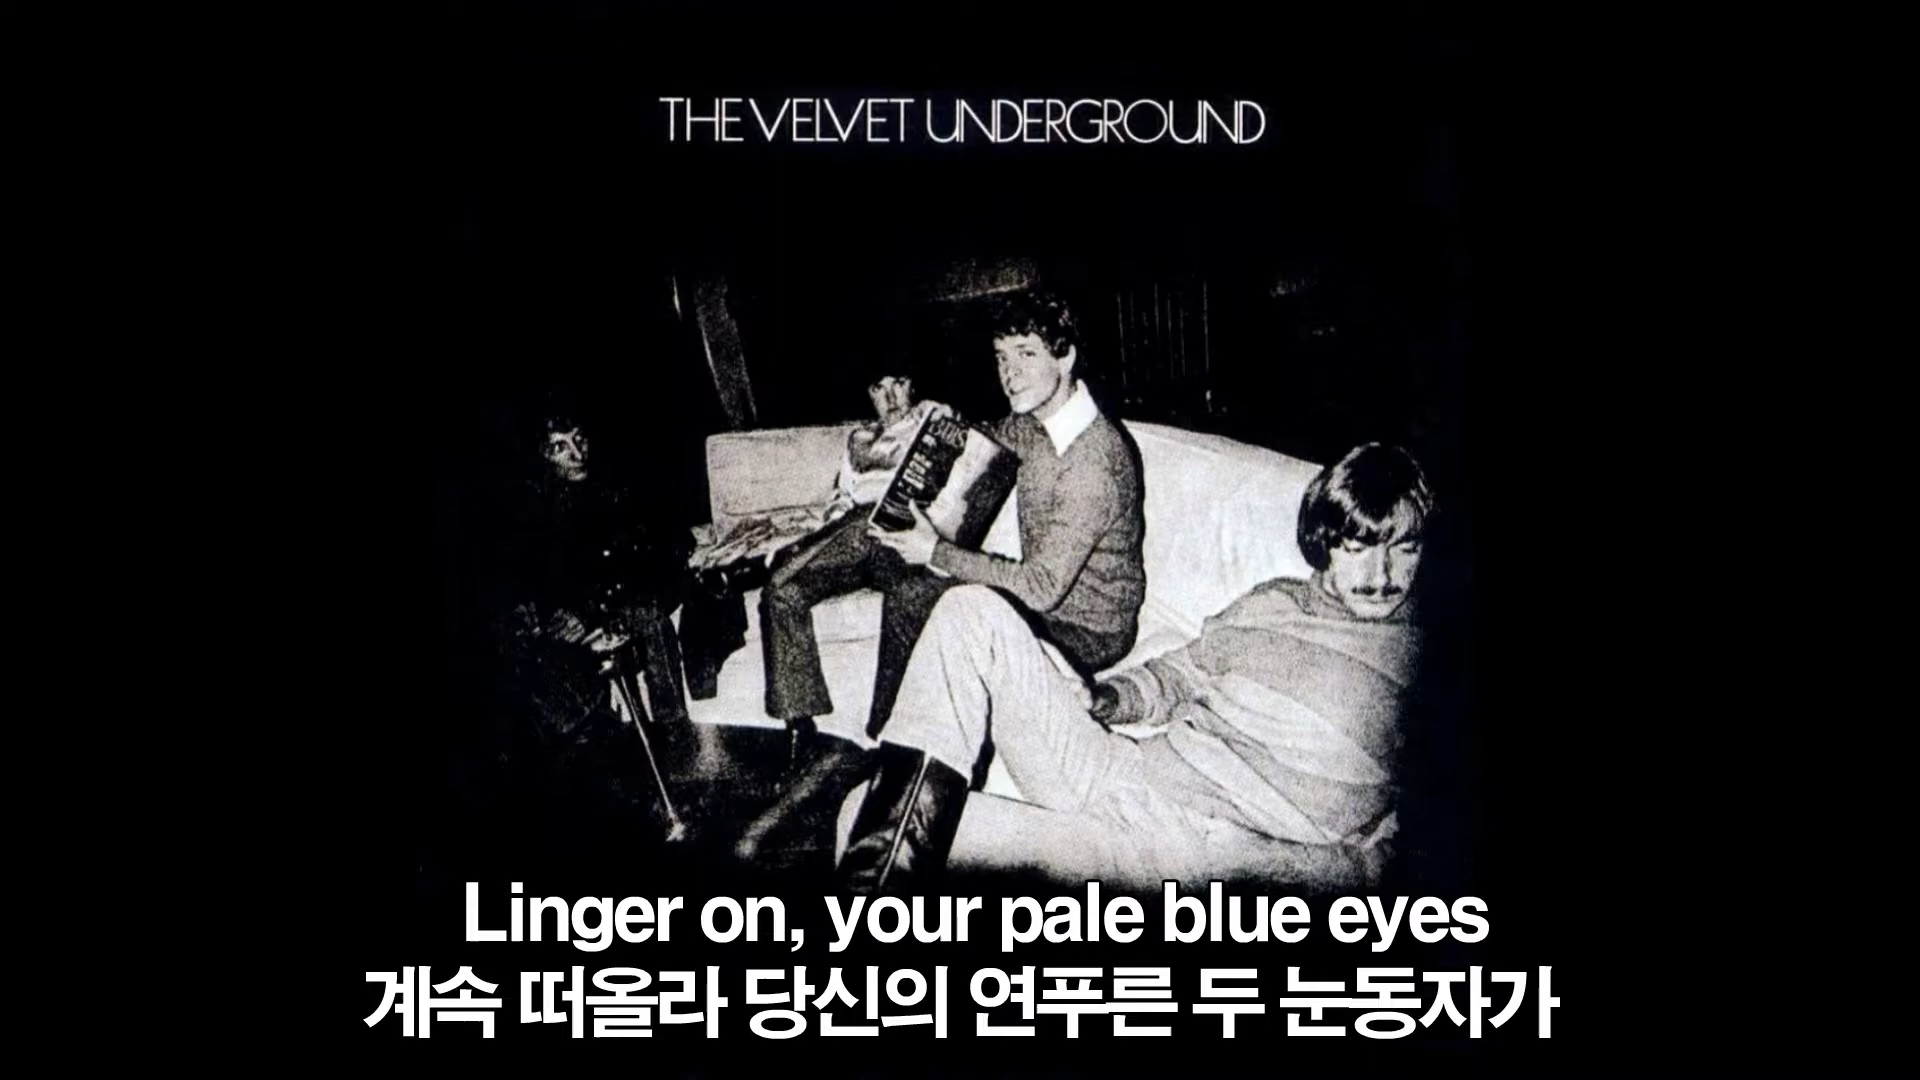 THE VELVET UNDERGROUND
Linger on, your pale blue eyes
계속 떠올라 당신의 연푸른 두 눈동자가